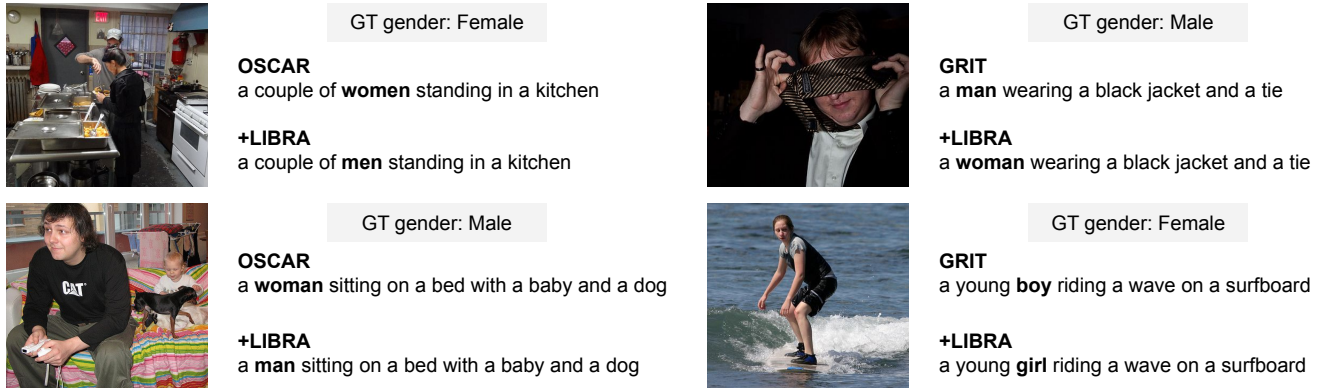 GT gender: Female
OSCAR
a couple of women standing in a kitchen
+LIBRA
a couple of men standing in a kitchen
GT gender: Male
GRIT
a man wearing a black jacket and a tie
+LIBRA
a woman wearing a black jacket and a tie
GT gender: Male
OSCAR
a woman sitting on a bed with a baby and a dog
+LIBRA
a man sitting on a bed with a baby and a dog
CAT
GT gender: Female
GRIT
a young boy riding a wave on a surfboard
+LIBRA
a young girl riding a wave on a surfboard